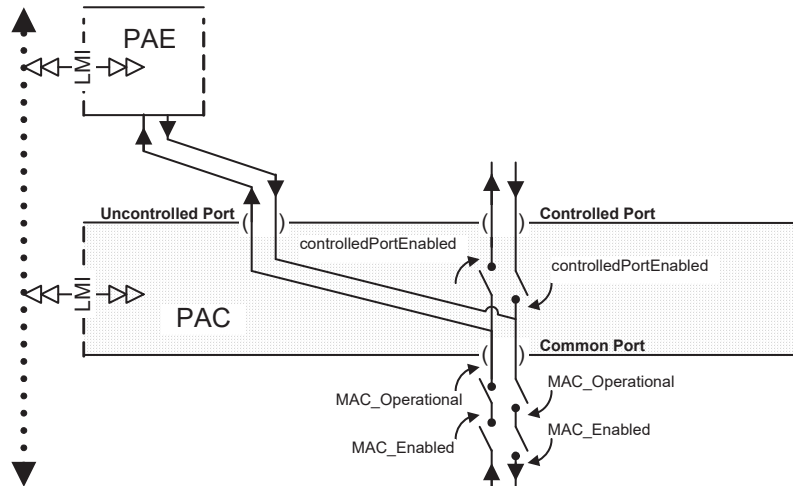 PAE
LMI
Uncontrolled Port
( )
( )
Controlled Port
controlledPortEnabled
controlledPortEnabled
LMI
PAC
( )
Common Port
MAC_Operational
MAC_Operational
MAC_Enabled
MAC_Enabled